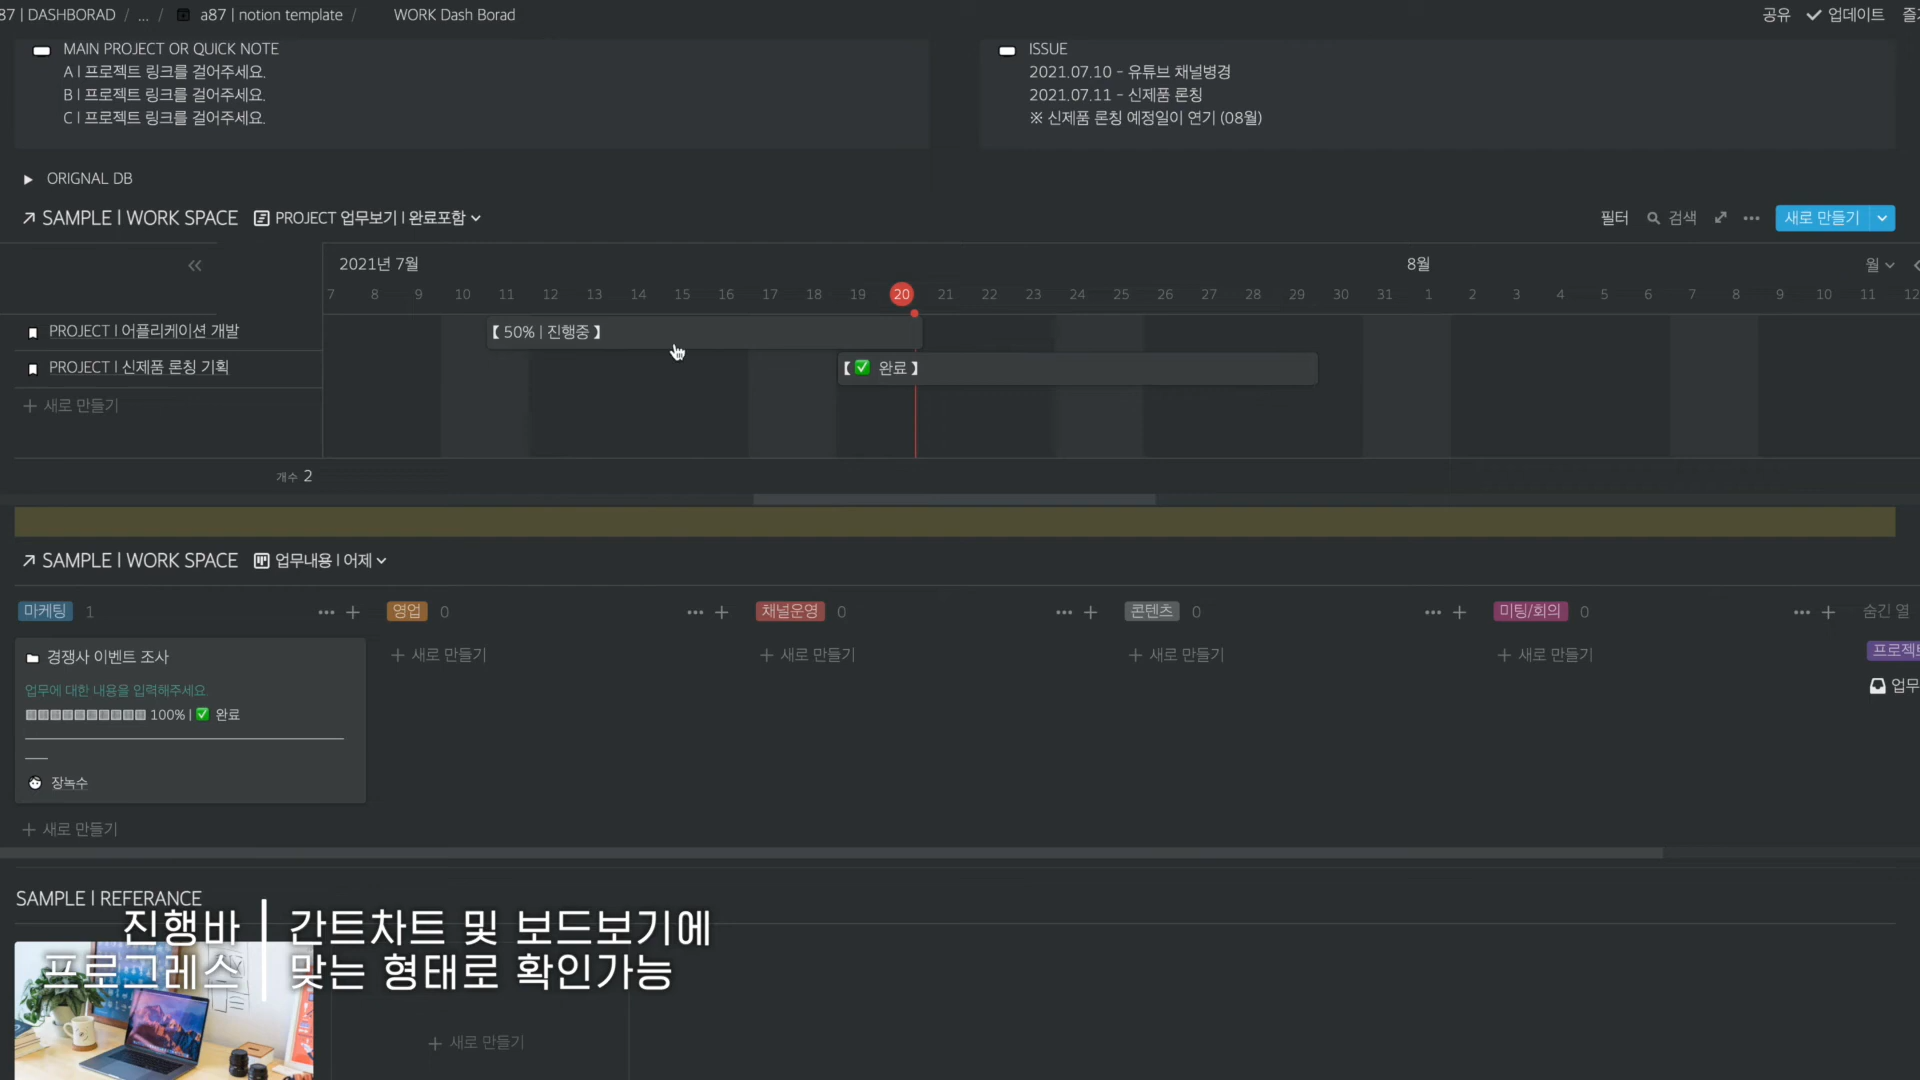 87 | DASHBORAD / ... / a87 | notion template / WORK Dash Borad
공유 업데이트 즐
MAIN PROJECT OR QUICK NOTE
A | 프로젝트 링크를 걸어주세요.
B | 프로젝트 링크를 걸어주세요.
C | 프로젝트 링크를 걸어주세요.
ISSUE
2021.07.10 - 유튜브 채널병경
2021.07.11 - 신제품 론칭
※ 신제품 론칭 예정일이 연기 (08월)
ORIGNAL DB
SAMPLE | WORK SPACE PROJECT 업무보기 | 완료포함
필터 검색 새로 만들기
2021년 7월 8월 월
7 8 9 10 11 12 13 14 15 16 17 18 19 20 21 22 23 24 25 26 27 28 29 30 31 1 2 3 4 5 6 7 8 9 10 11 12
PROJECT | 어플리케이션 개발 【 50% | 진행중 】
PROJECT | 신제품 론칭 기획 【 ✅ 완료 】
+ 새로 만들기
개수 2
SAMPLE | WORK SPACE 업무내용 | 어제
마케팅 1 영업 0 채널운영 0 콘텐츠 0 미팅/회의 0 숨긴 열
+ 새로 만들기 + 새로 만들기 + 새로 만들기 + 새로 만들기 프로젝트
경쟁사 이벤트 조사
업무에 대한 내용을 입력해주세요.
업무
100% | ✅ 완료
장녹수
+ 새로 만들기
SAMPLE | REFERANCE
진행바 | 간트차트 및 보드보기에
프로그레스 | 맞는 형태로 확인가능
+ 새로 만들기